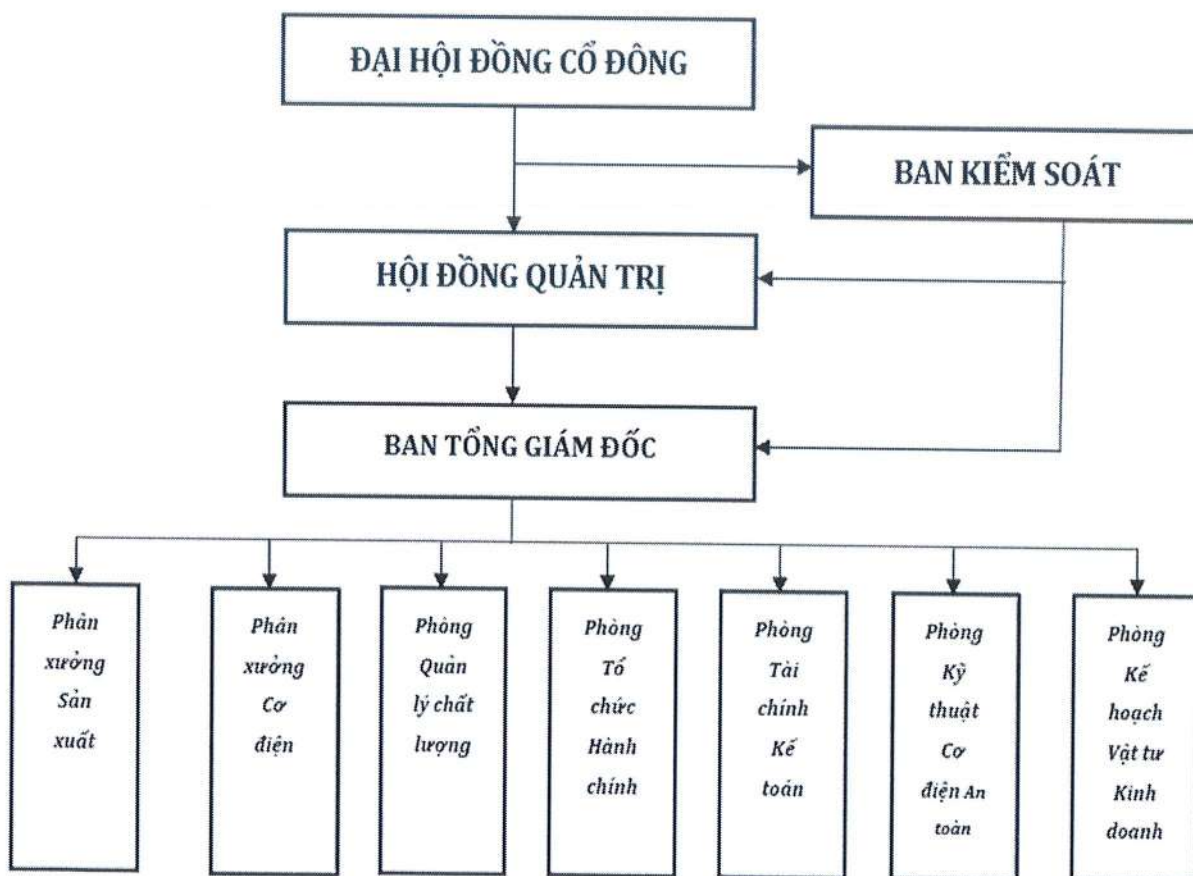 ĐẠI HỘI ĐỒNG CỔ ĐÔNG
BAN KIỂM SOÁT
HỘI ĐỒNG QUẢN TRỊ
BAN TỔNG GIÁM ĐỐC
Phân
xưởng
Sản
xuất
Phân
xưởng
Cơ
điện
Phòng
Quản
lý chất
lượng
Phòng
Tổ
chức
Hành
chính
Phòng
Tài
chính
Kế
toán
Phòng
Kỹ
thuật
Cơ
điện An
toàn
Phòng
Kế
hoạch
Vật tư
Kinh
doanh